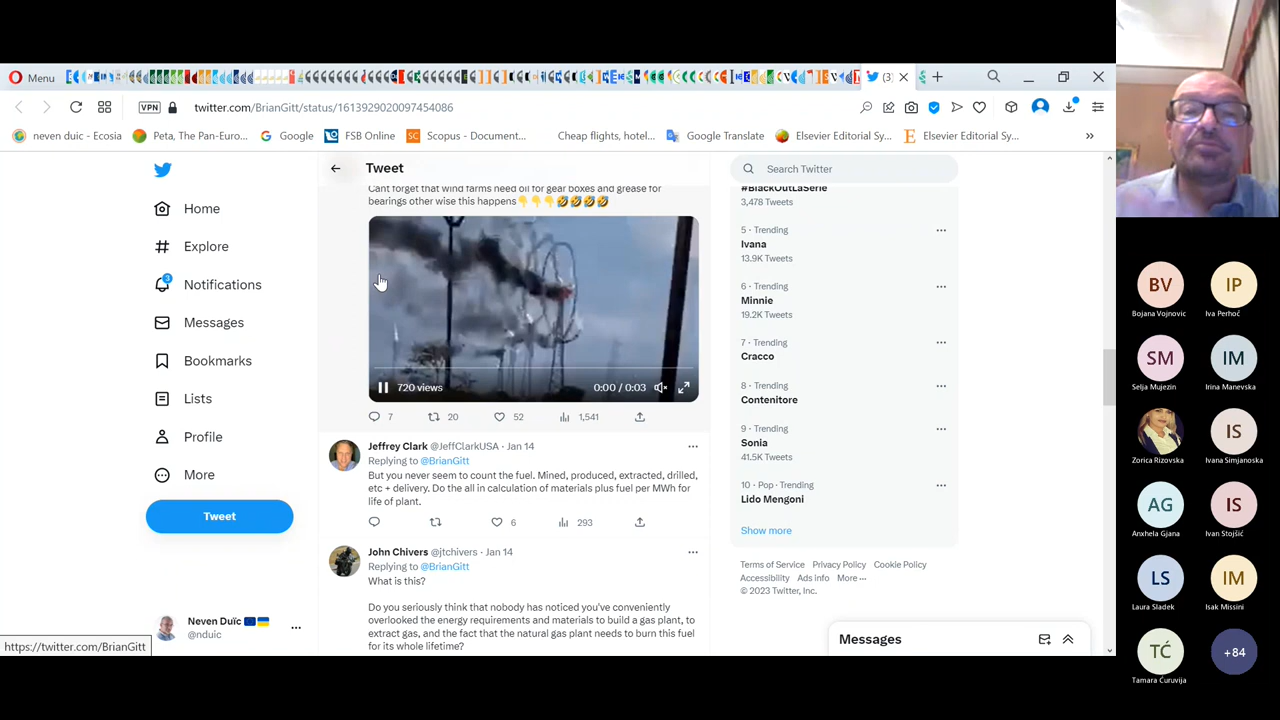 Menu
(3)
VPN
twitter.com/BrianGitt/status/1613929020097454086
neven duic - Ecosia
Peta, The Pan-Euro...
Google
FSB Online
Scopus - Document...
Cheap flights, hotel...
Google Translate
Elsevier Editorial Sy...
Elsevier Editorial Sy...
Home
Explore
3
Notifications
Messages
Bookmarks
Lists
Profile
More
Tweet
Neven Duic
@nduic
https://twitter.com/BrianGitt
Tweet
Cant forget that wind farms need oil for gear boxes and grease for
bearings other wise this happens👇👇👇🤣🤣🤣🤣
720 views
0:00 / 0:03
7
20
52
1,541
Jeffrey Clark @JeffClarkUSA · Jan 14
Replying to @BrianGitt
But you never seem to count the fuel. Mined, produced, extracted, drilled,
etc + delivery. Do the all in calculation of materials plus fuel per MWh for
life of plant.
6
293
John Chivers @jtchivers · Jan 14
Replying to @BrianGitt
What is this?
Do you seriously think that nobody has noticed you've conveniently
overlooked the energy requirements and materials to build a gas plant, to
extract gas, and the fact that the natural gas plant needs to burn this fuel
for its whole lifetime?
Search Twitter
#BlackOutLaSerie
3,478 Tweets
5 · Trending
Ivana
13.9K Tweets
6 · Trending
Minnie
19.2K Tweets
7 · Trending
Cracco
8 · Trending
Contenitore
9 · Trending
Sonia
41.5K Tweets
10 · Pop · Trending
Lido Mengoni
Show more
Terms of Service Privacy Policy Cookie Policy
Accessibility Ads info More ···
© 2023 Twitter, Inc.
Messages
BV
Bojana Vojnovic
IP
Iva Perhoč
SM
Selja Mujezin
IM
Irina Manevska
Zorica Rizovska
IS
Ivana Simjanoska
AG
Anxhela Gjana
IS
Ivan Stojšić
LS
Laura Sladek
IM
Isak Missini
TĆ
Tamara Ćuruvija
+84